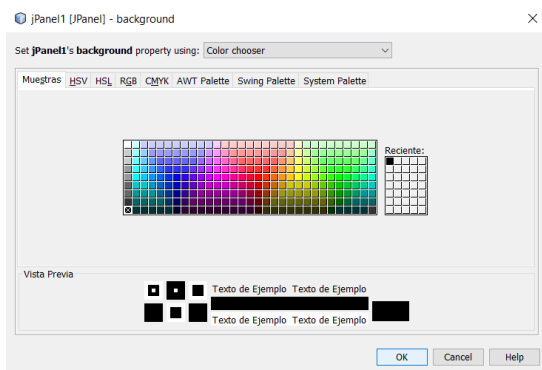 jPanel1 [JPanel] - background
Set jPanel1's background property using: Color chooser
Muestras HSV HSL RGB CMYK AWT Palette Swing Palette System Palette
Reciente:
Vista Previa
Texto de Ejemplo Texto de Ejemplo
Texto de Ejemplo Texto de Ejemplo
OK Cancel Help